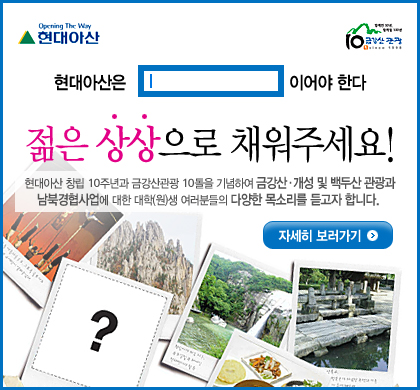 Opening The Way
현대아산
금강산 관광
Since 1998
현대아산은 이어야 한다
젊은 상상으로 채워주세요!
현대아산 창립 10주년과 금강산관광 10돌을 기념하여 금강산·개성 및 백두산 관광과
남북경협사업에 대한 대학(원)생 여러분들의 다양한 목소리를 듣고자 합니다.
자세히 보러가기
?